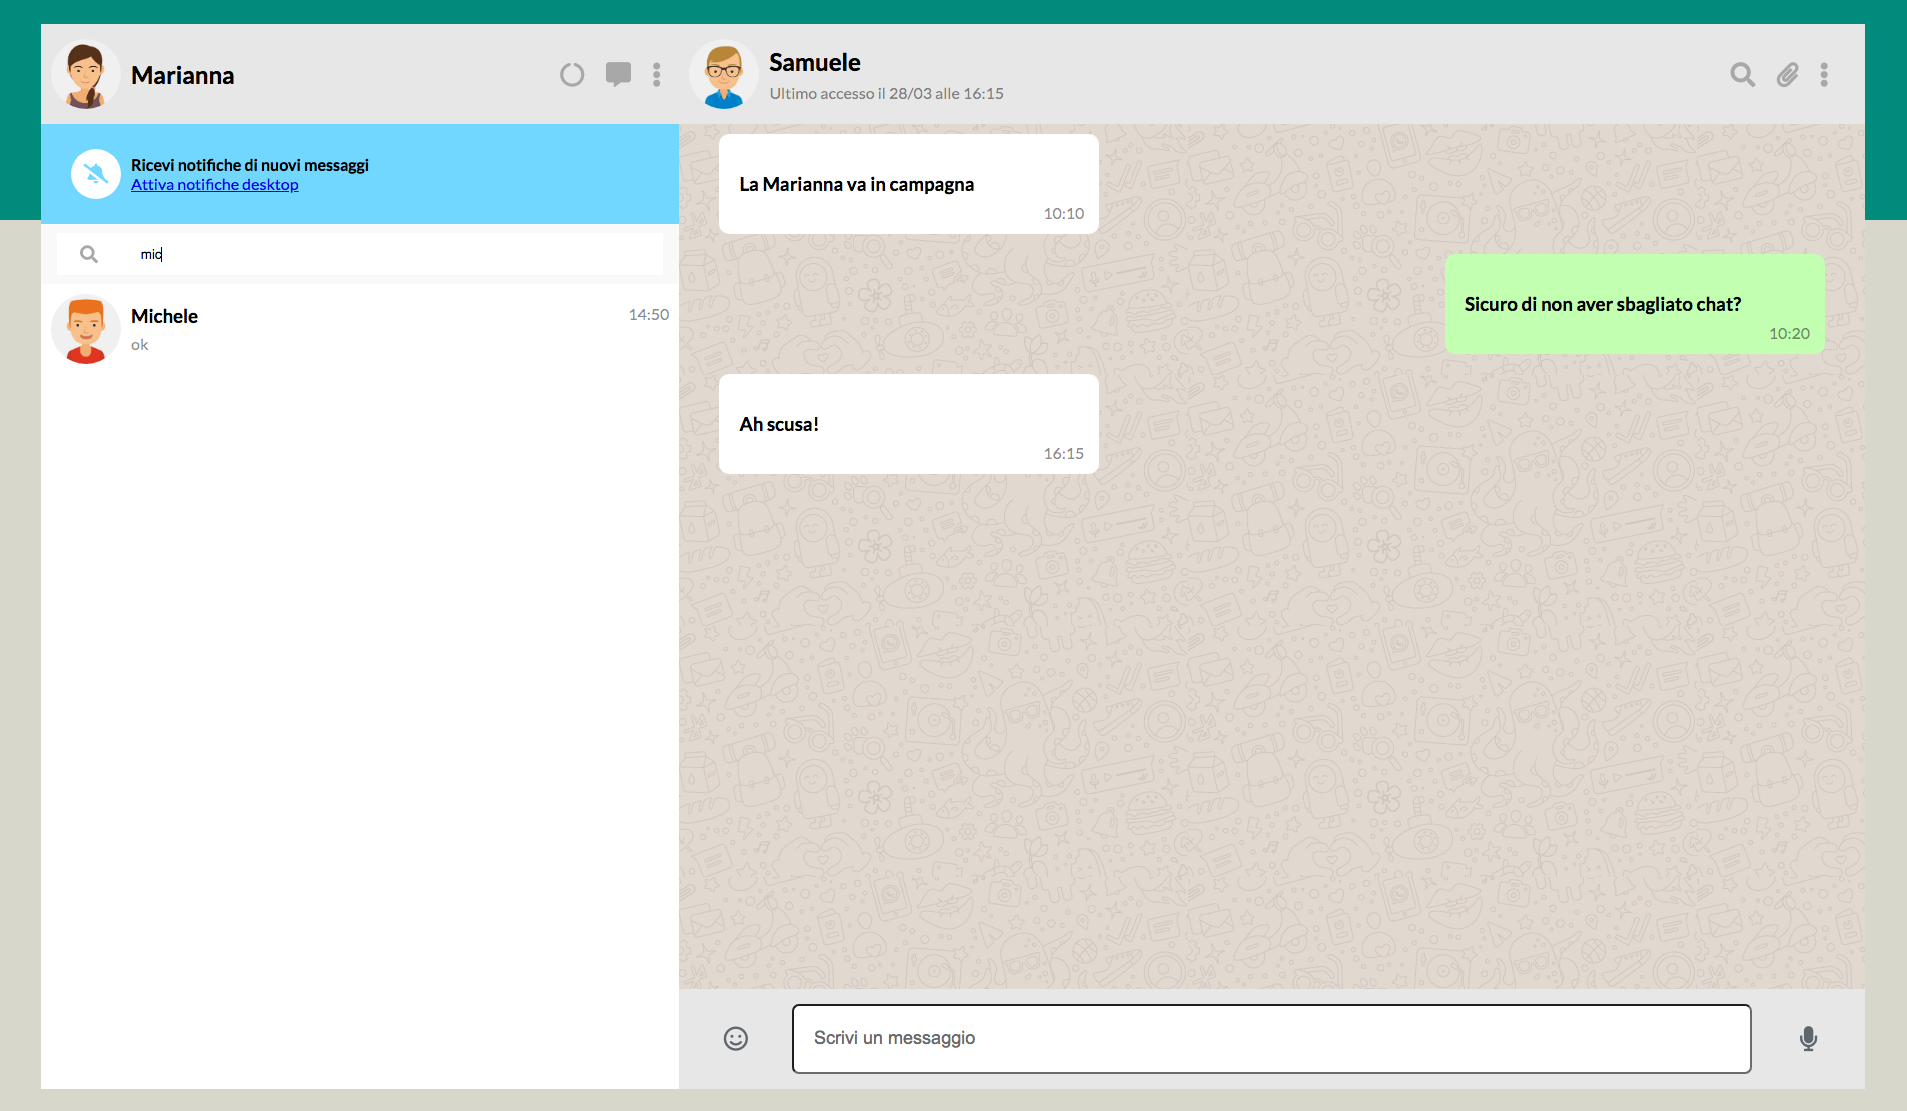 Marianna
Ricevi notifiche di nuovi messaggi
Attiva notifiche desktop
mic
Michele
14:50
ok
Samuele
Ultimo accesso il 28/03 alle 16:15
La Marianna va in campagna
10:10
Sicuro di non aver sbagliato chat?
10:20
Ah scusa!
16:15
Scrivi un messaggio